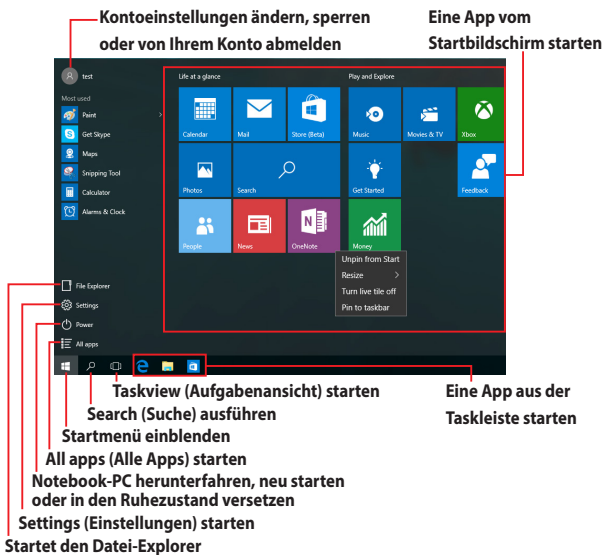 Kontoeinstellungen ändern, sperren
oder von Ihrem Konto abmelden
Eine App vom
Startbildschirm starten
test
Most used
Paint
Get Skype
Maps
Snipping Tool
Calculator
Alarms & Clock
File Explorer
Settings
Power
All apps
Life at a glance
Play and Explore
Calendar
Mail
Store (Beta)
Music
Movies & TV
Xbox
Photos
Search
Get Started
Feedback
People
News
OneNote
Money
Unpin from Start
Resize
Turn live tile off
Pin to taskbar
Taskview (Aufgabenansicht) starten
Search (Suche) ausführen
Startmenü einblenden
All apps (Alle Apps) starten
Notebook-PC herunterfahren, neu starten
oder in den Ruhezustand versetzen
Settings (Einstellungen) starten
Startet den Datei-Explorer
Eine App aus der
Taskleiste starten